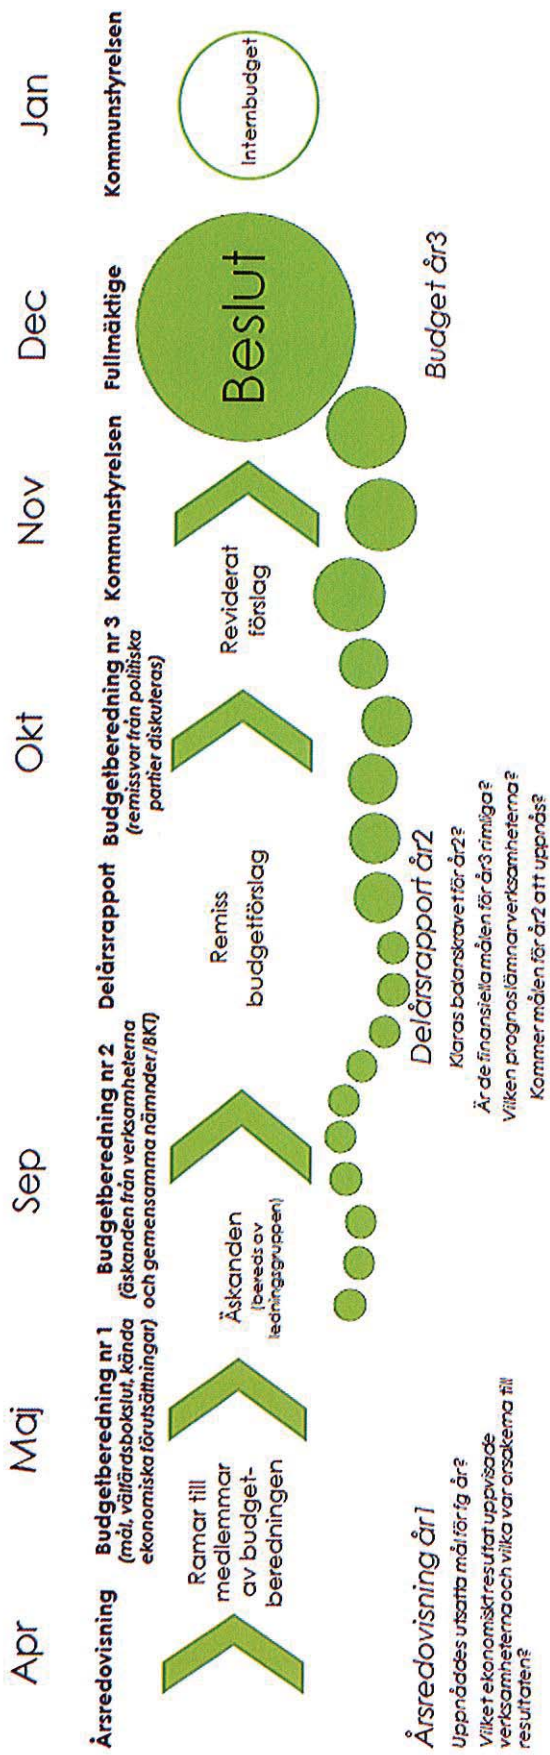 Apr
Maj
Sep
Okt
Nov
Dec
Jan
Årsredovisning
Budgetberedning nr 1
(mål, välfärdsbokslut, kända
ekonomiska förutsättningar)
Budgetberedning nr 2
(äskanden från verksamheterna
och gemensamma nämnder/BKT)
Delårsrapport
Budgetberedning nr 3
(remissvar från politiska
partier diskuteras)
Kommunstyrelsen
Fullmäktige
Kommunstyrelsen
Ramar till
medlemmar
av budget-
beredningen
Äskanden
(bereds av
ledningsgruppen)
Remiss
budgetförslag
Reviderat
förslag
Beslut
Internbudget
Årsredovisning år1
Uppnåddes utsatta mål för fg år?
Vilket ekonomiskt resultat uppvisade
verksamheterna och vilka var orsakerna till
resultaten?
Delårsrapport år2
Klaras balanskravet för år2?
Är de finansiella målen för år3 rimliga?
Vilken prognos lämnar verksamheterna?
Kommer målen för år2 att uppnås?
Budget år3